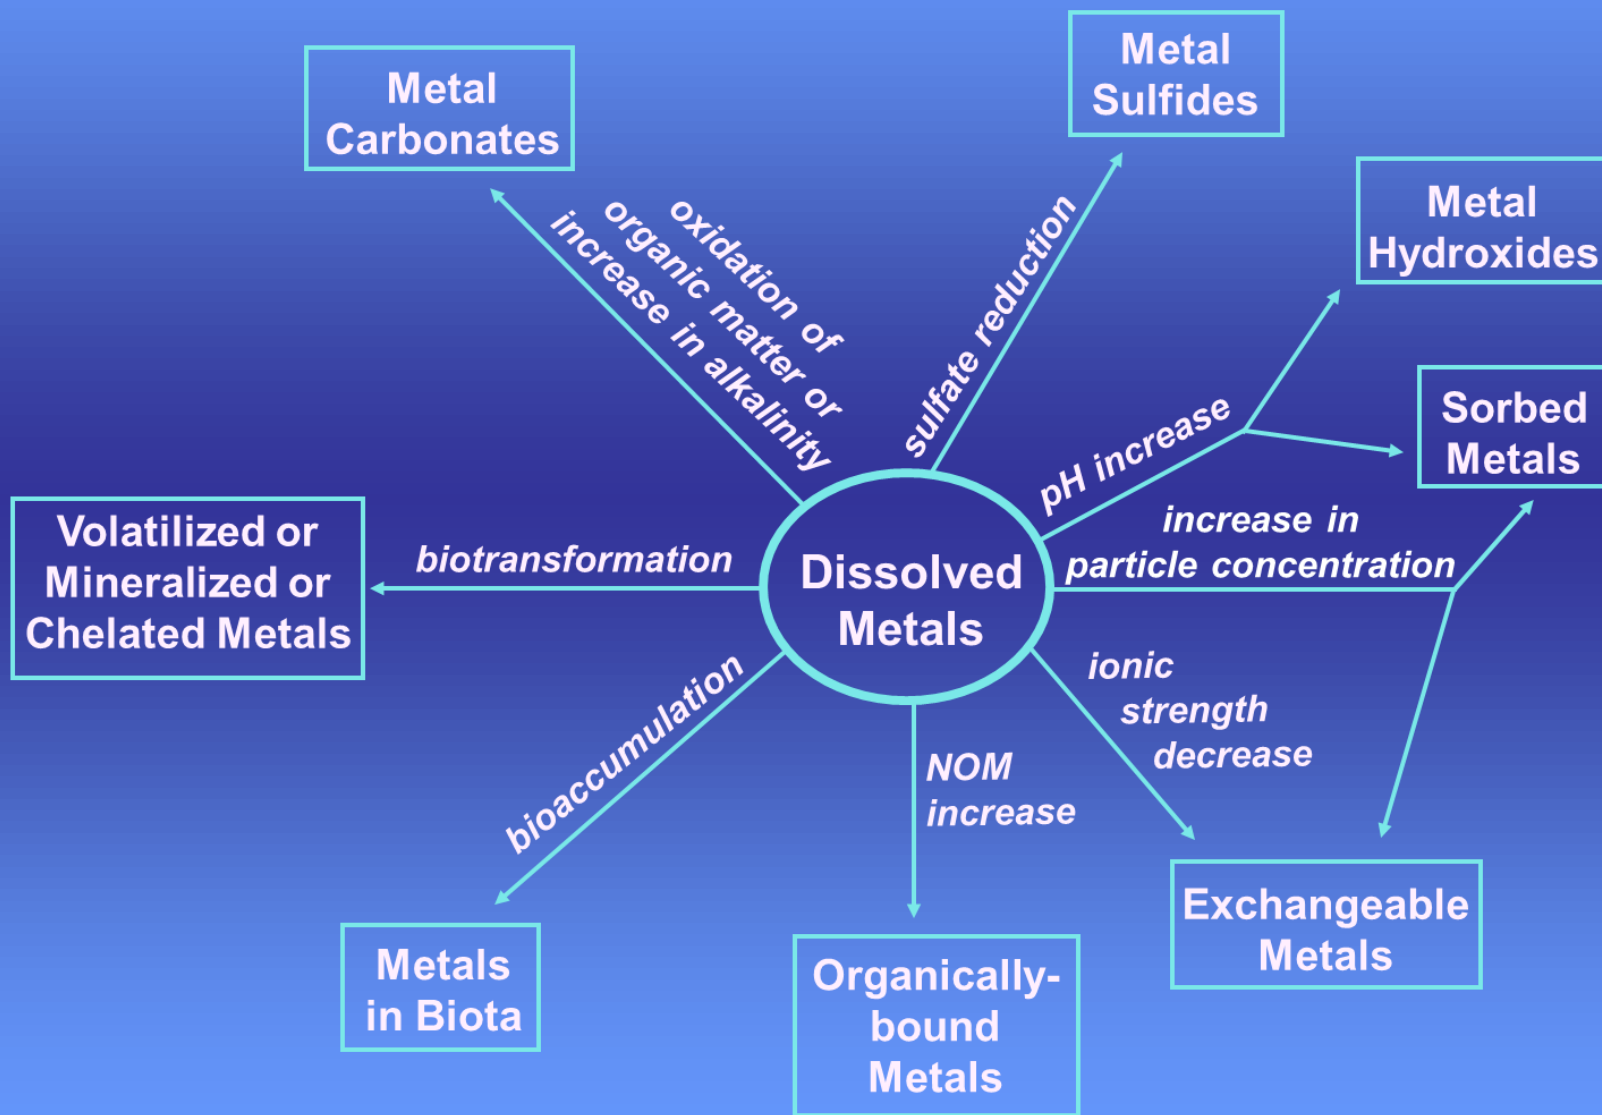 Metal
Carbonates
Metal
Sulfides
Metal
Hydroxides
Sorbed
Metals
oxidation of
organic matter or
increase in alkalinity
sulfate reduction
pH increase
increase in
particle concentration
Volatilized or
Mineralized or
Chelated Metals
biotransformation
Dissolved
Metals
ionic
strength
decrease
bioaccumulation
NOM
increase
Metals
in Biota
Organically-
bound
Metals
Exchangeable
Metals